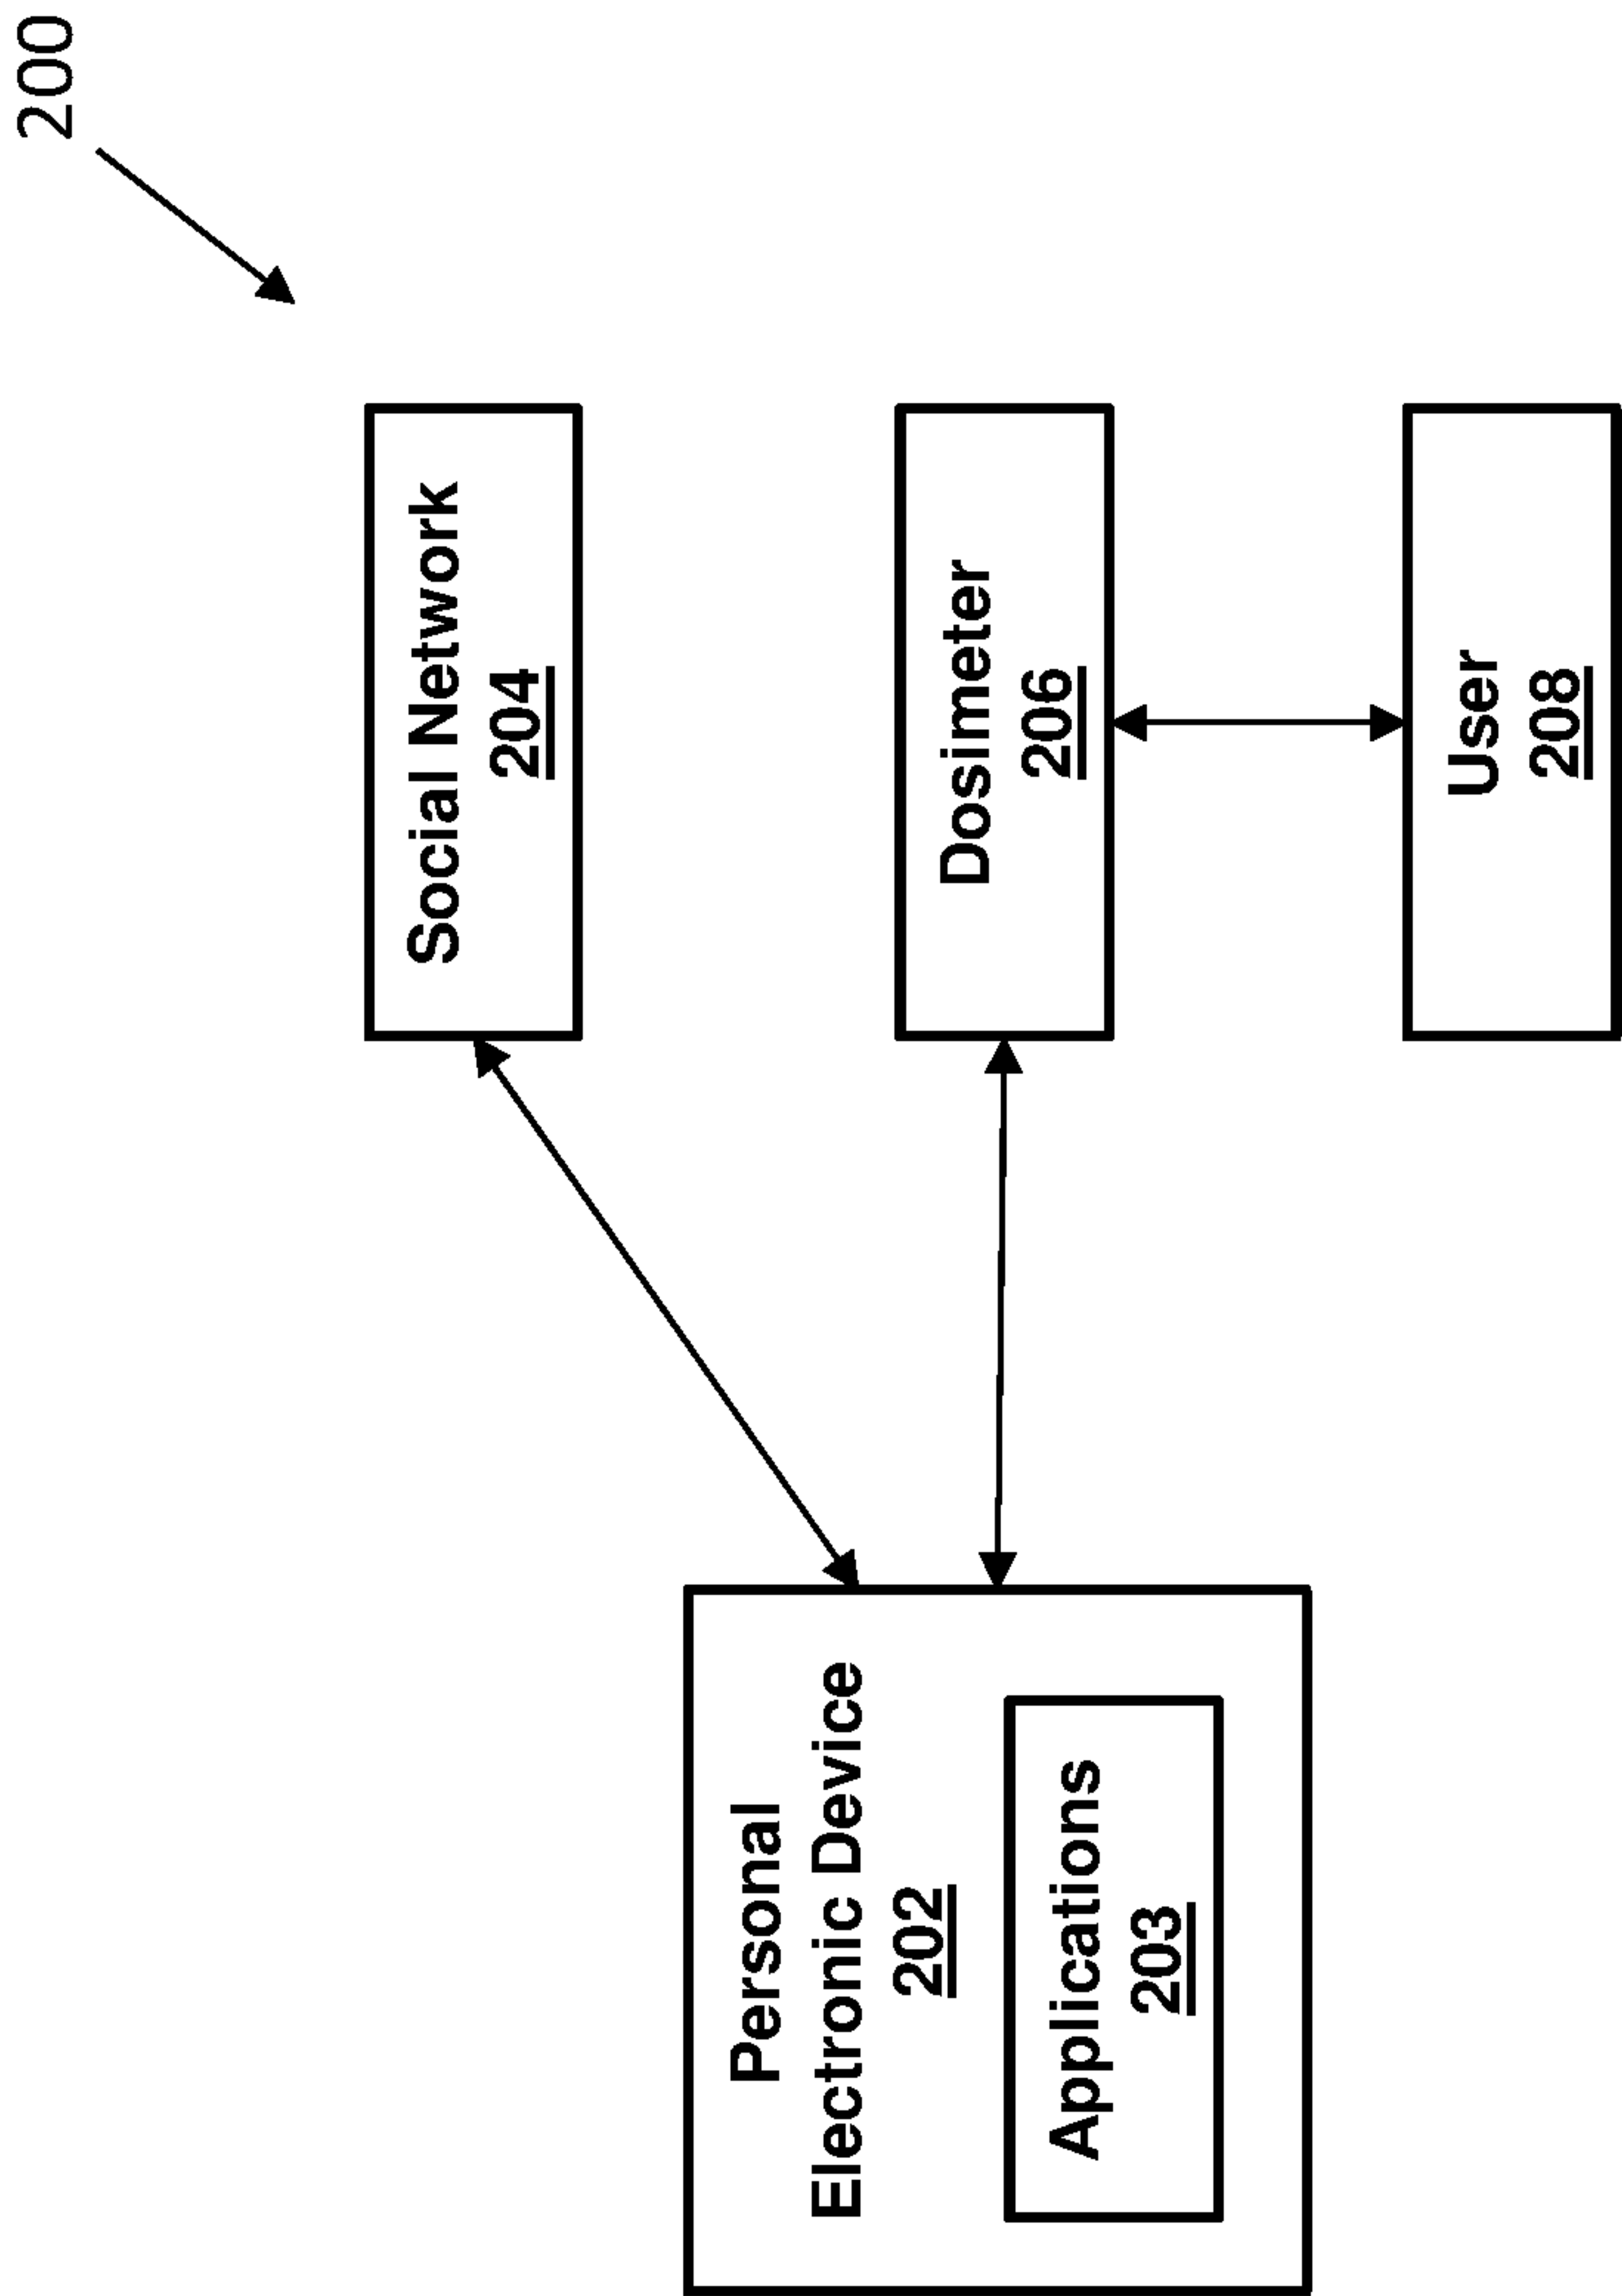 200
Social Network
204
Personal
Electronic Device
202
Applications
203
Dosimeter
206
User
208